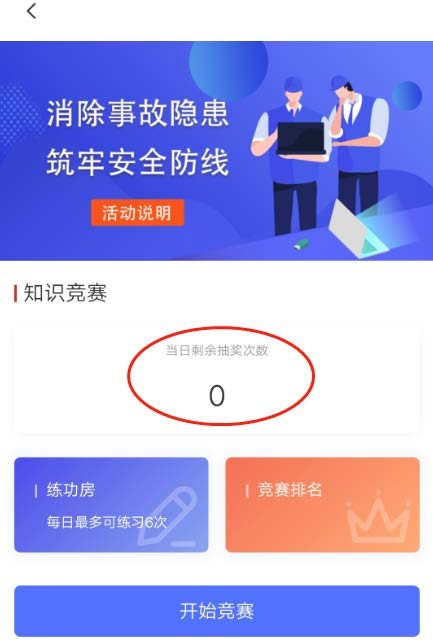 消除事故隐患
筑牢安全防线
活动说明
知识竞赛
当日剩余抽奖次数
0
练功房
每日最多可练习6次
竞赛排名
开始竞赛